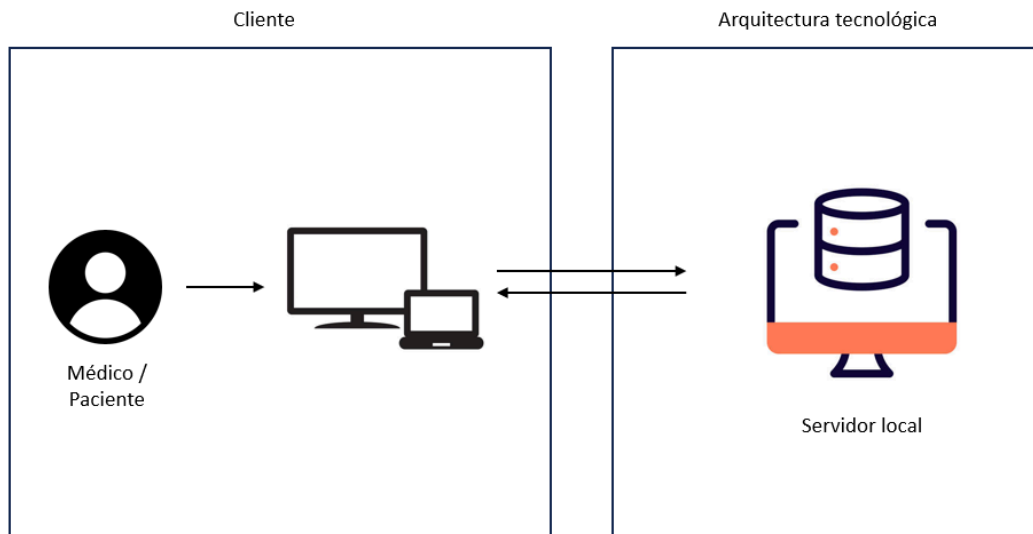 Cliente
Arquitectura tecnológica
Médico /
Paciente
Servidor local